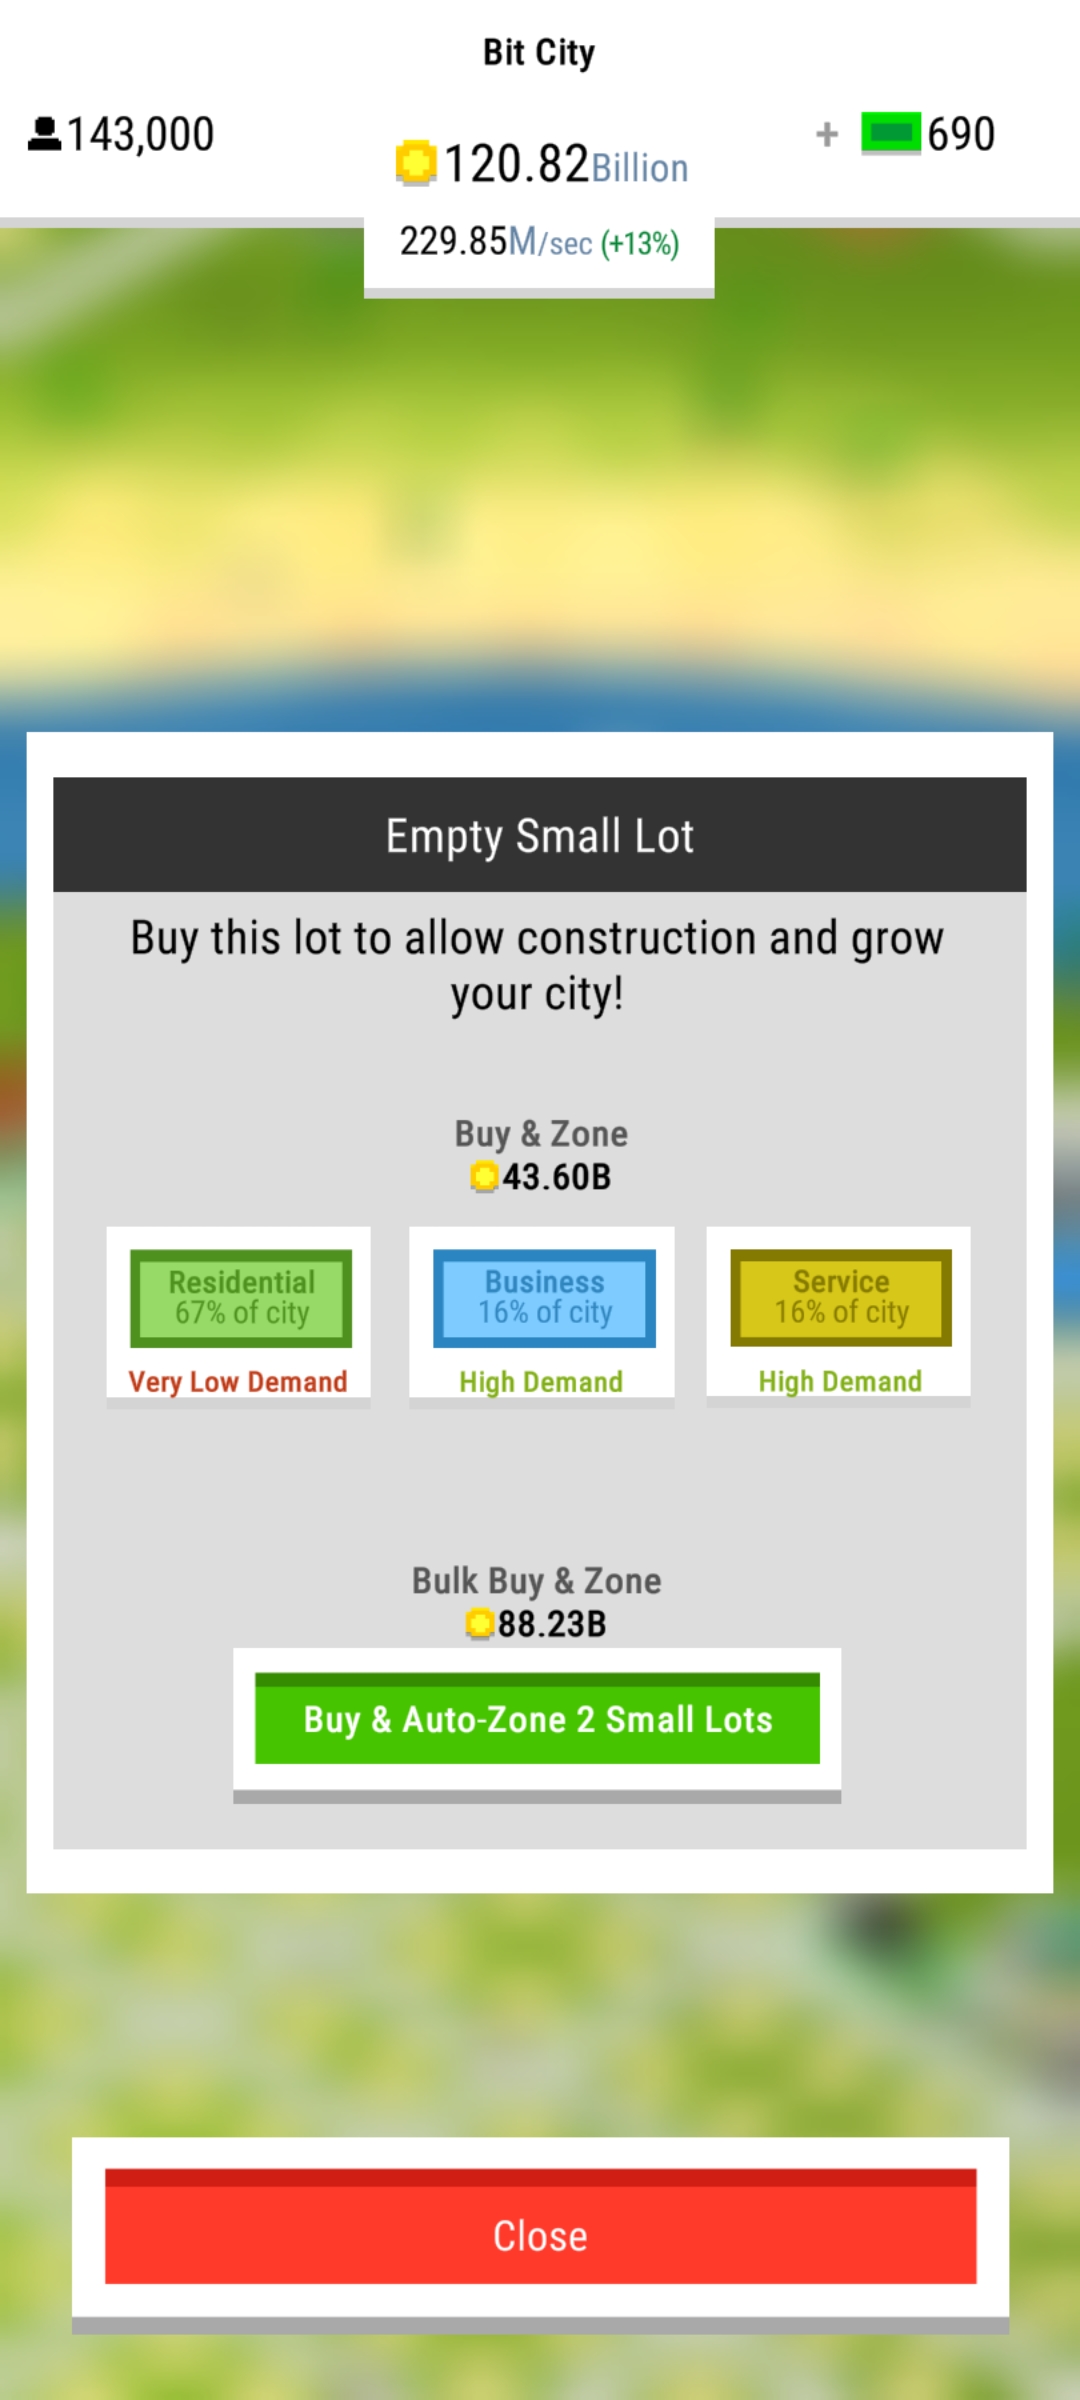 Bit City
143,000
120.82Billion
+ 690
229.85M/sec (+13%)
Empty Small Lot
Buy this lot to allow construction and grow
your city!
Buy & Zone
43.60B
Residential
67% of city
Very Low Demand
Business
16% of city
High Demand
Service
16% of city
High Demand
Bulk Buy & Zone
88.23B
Buy & Auto-Zone 2 Small Lots
Close